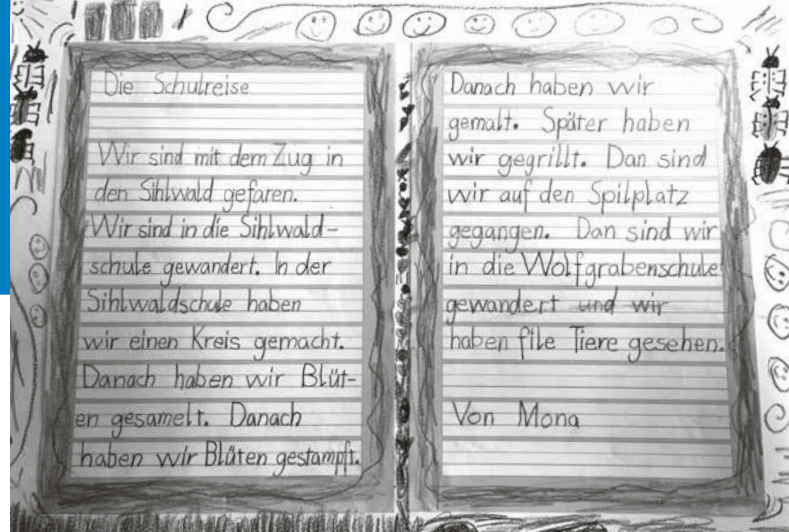 Die Schulreise
Wir sind mit dem Zug in
den Sihlwald gefaren.
Wir sind in die Sihlwald-
schule gewandert. In der
Sihlwaldschule haben
wir einen Kreis gemacht.
Danach haben wir Blüt-
en gesamelt. Danach
haben wir Blüten gestampft.
Danach haben wir
gemalt. Später haben
wir gegrillt. Dan sind
wir auf den Spilplatz
gegangen. Dan sind wir
in die Wolfgrabenschule
gewandert und wir
haben file Tiere gesehen.
Von Mona